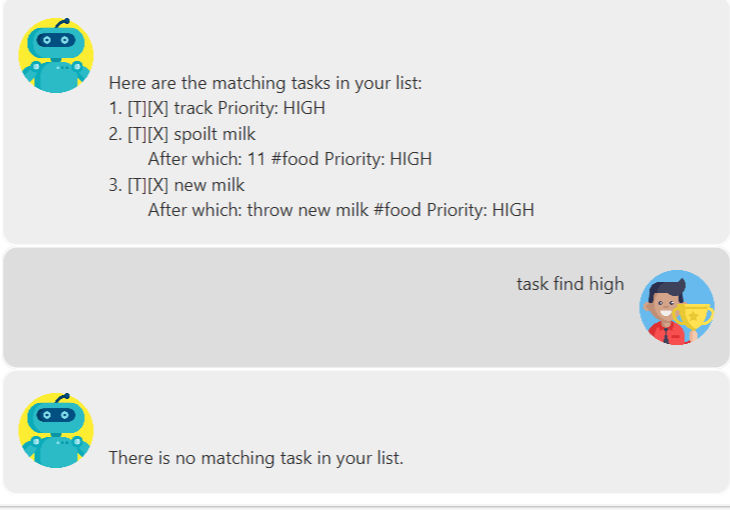 Here are the matching tasks in your list:
1. [T][X] track Priority: HIGH
2. [T][X] spoilt milk
After which: 11 #food Priority: HIGH
3. [T][X] new milk
After which: throw new milk #food Priority: HIGH
task find high
There is no matching task in your list.